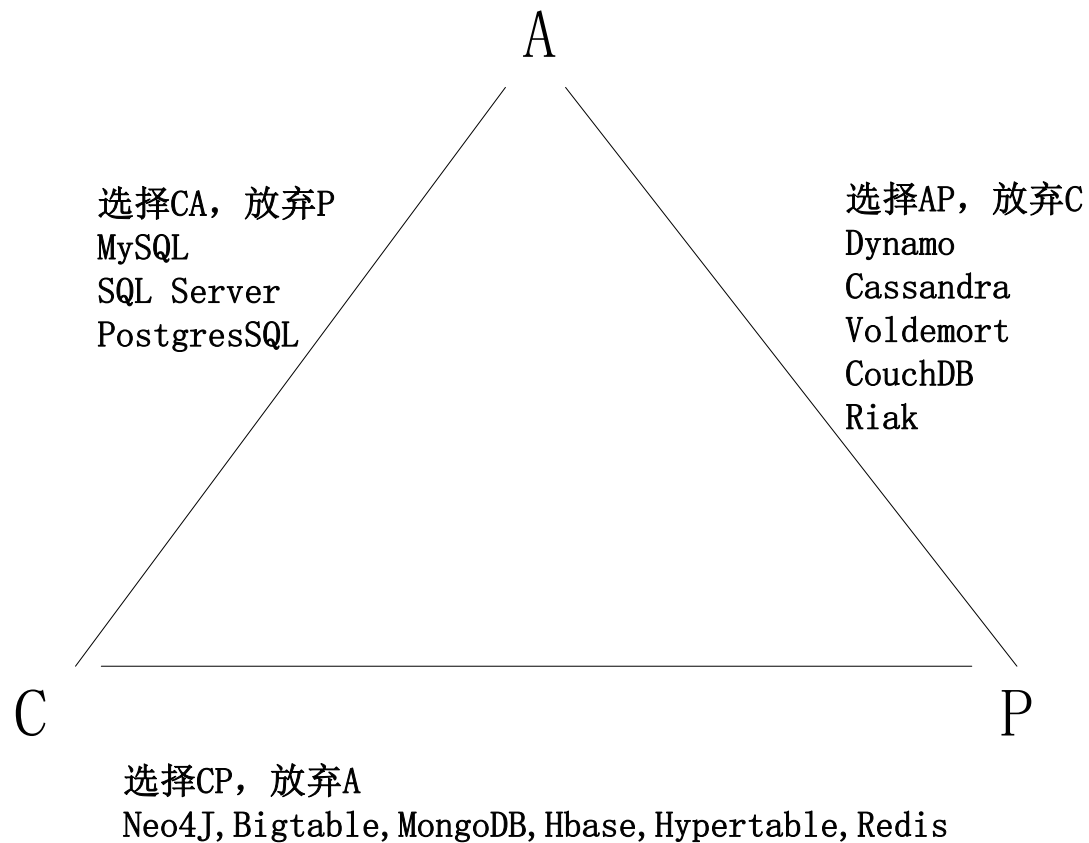 A
选择CA，放弃P
MySQL
SQL Server
PostgresSQL
选择AP，放弃C
Dynamo
Cassandra
Voldemort
CouchDB
Riak
C
P
选择CP，放弃A
Neo4J,Bigtable,MongoDB,Hbase,Hypertable,Redis